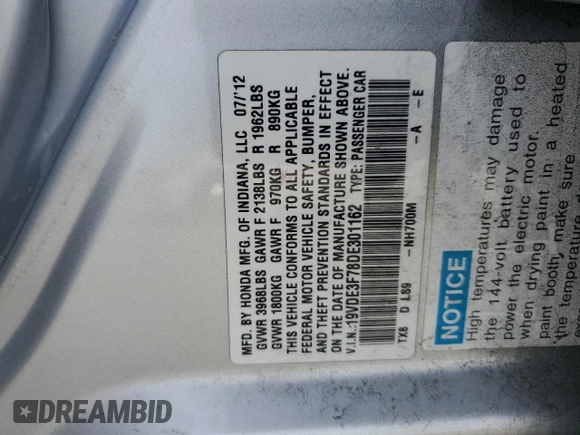 MFD. BY HONDA MFG. OF INDIANA, LLC 07/12
GVWR 3968LBS GAWR F 2138LBS R 1962LBS
GVWR 1800KG GAWR F 970KG R 890KG
THIS VEHICLE CONFORMS TO ALL APPLICABLE
FEDERAL MOTOR VEHICLE SAFETY, BUMPER,
AND THEFT PREVENTION STANDARDS IN EFFECT
ON THE DATE OF MANUFACTURE SHOWN ABOVE.
V.I.N.:19VDE3F78DE301162 TYPE: PASSENGER CAR
TX8 D L89 -NH700M -A -E
NOTICE
High temperatures may damage
the 144-volt battery used to
power the electric motor.
when drying paint in a heated
paint booth, make sure
the temperature
DREAMBID